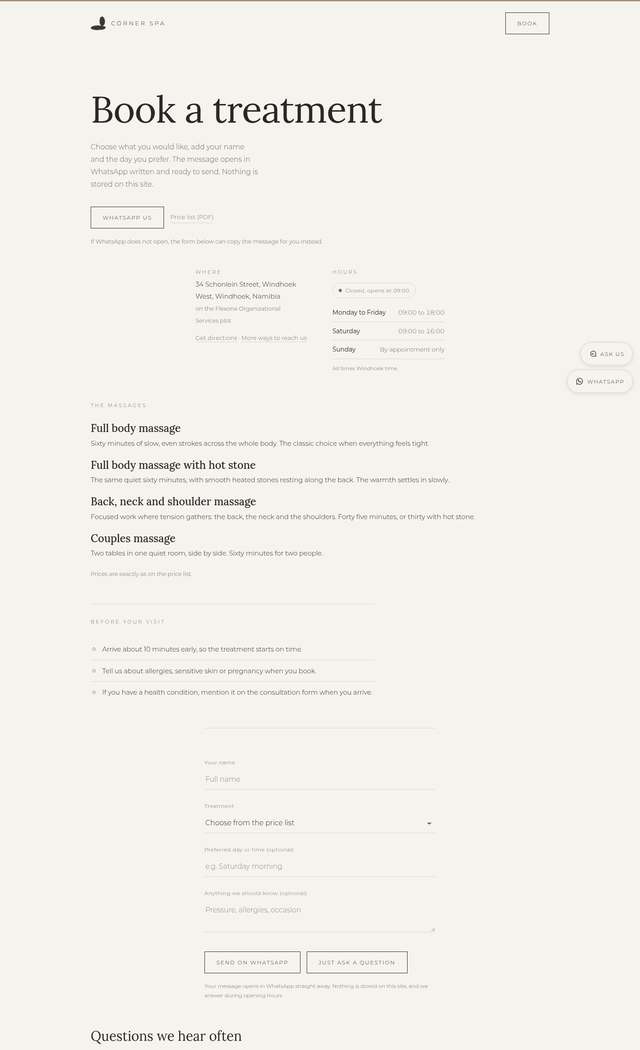 CORNER SPA
BOOK
Book a treatment
Choose what you would like, add your name
and the day you prefer. The message opens in
WhatsApp written and ready to send. Nothing is
stored on this site.
WHATSAPP US
Price list (PDF)
If WhatsApp does not open, the form below can copy the message for you instead.
WHERE
34 Schonlein Street, Windhoek
West, Windhoek, Namibia
on the Flexona Organizational
Services plot
Get directions · More ways to reach us
HOURS
Closed, opens at 09:00
Monday to Friday 09:00 to 18:00
Saturday 09:00 to 16:00
Sunday By appointment only
All times Windhoek time.
ASK US
WHATSAPP
THE MASSAGES
Full body massage
Sixty minutes of slow, even strokes across the whole body. The classic choice when everything feels tight.
Full body massage with hot stone
The same quiet sixty minutes, with smooth heated stones resting along the back. The warmth settles in slowly.
Back, neck and shoulder massage
Focused work where tension gathers: the back, the neck and the shoulders. Forty five minutes, or thirty with hot stone.
Couples massage
Two tables in one quiet room, side by side. Sixty minutes for two people.
Prices are exactly as on the price list.
BEFORE YOUR VISIT
Arrive about 10 minutes early, so the treatment starts on time.
Tell us about allergies, sensitive skin or pregnancy when you book.
If you have a health condition, mention it on the consultation form when you arrive.
Your name
Full name
Treatment
Choose from the price list
Preferred day or time (optional)
e.g. Saturday morning
Anything we should know (optional)
Pressure, allergies, occasion
SEND ON WHATSAPP
JUST ASK A QUESTION
Your message opens in WhatsApp straight away. Nothing is stored on this site, and we
answer during opening hours.
Questions we hear often